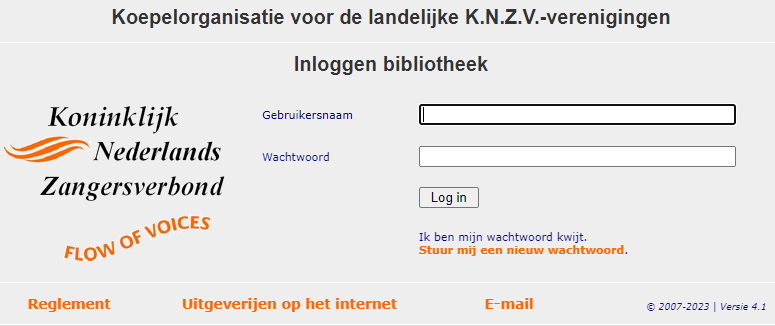 Koepelorganisatie voor de landelijke K.N.Z.V.-verenigingen
Inloggen bibliotheek
Koninklijk
Nederlands
Zangersverbond
FLOW OF VOICES
Gebruikersnaam
Wachtwoord
Log in
Ik ben mijn wachtwoord kwijt.
Stuur mij een nieuw wachtwoord.
Reglement
Uitgeverijen op het internet
E-mail
© 2007-2023 | Versie 4.1